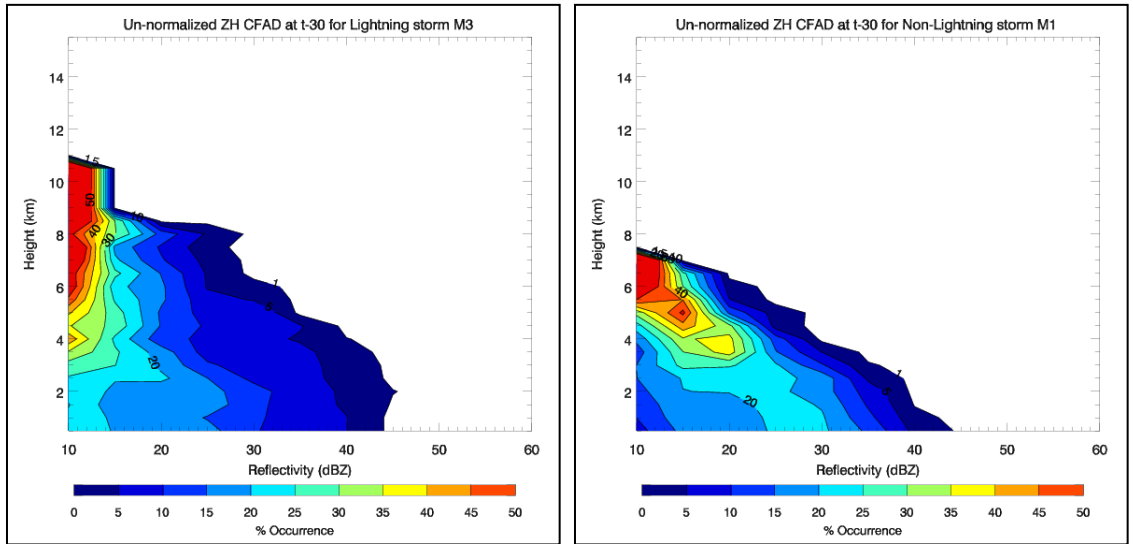 Un-normalized ZH CFAD at t-30 for Lightning storm M3
14
12
10
8
6
4
2
Height (km)
15
50
40
30
10
1
5
20
10 20 30 40 50 60
Reflectivity (dBZ)
0 5 10 15 20 25 30 35 40 45 50
% Occurrence
Un-normalized ZH CFAD at t-30 for Non-Lightning storm M1
14
12
10
8
6
4
2
Height (km)
40
1
5
20
10 20 30 40 50 60
Reflectivity (dBZ)
0 5 10 15 20 25 30 35 40 45 50
% Occurrence